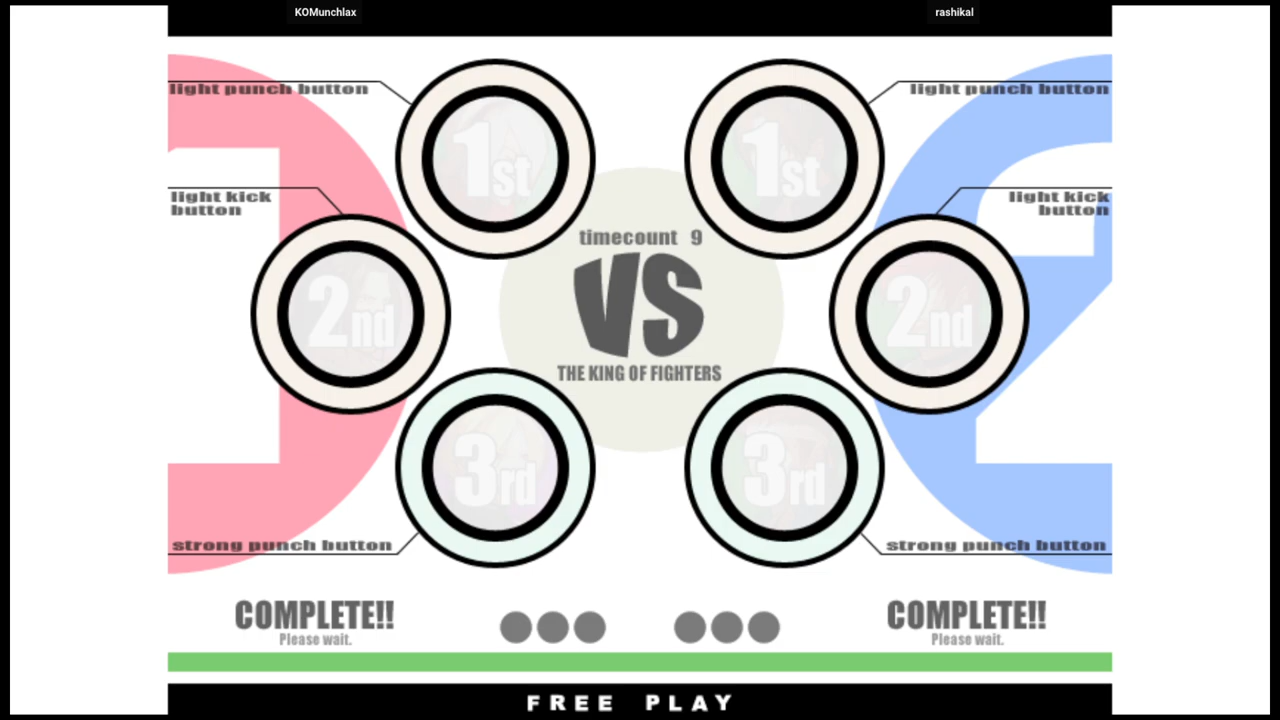 KOMunchlax
rashikal
light punch button
light punch button
1st
1st
light kick
button
light kick
button
timecount 9
VS
THE KING OF FIGHTERS
2nd
2nd
3rd
3rd
strong punch button
strong punch button
COMPLETE!!
Please wait.
COMPLETE!!
Please wait.
FREE PLAY